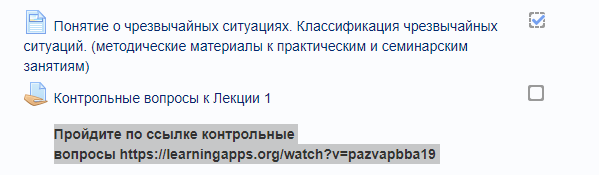 Понятие о чрезвычайных ситуациях. Классификация чрезвычайных
ситуаций. (методические материалы к практическим и семинарским
занятиям)
Контрольные вопросы к Лекции 1
Пройдите по ссылке контрольные
вопросы https://learningapps.org/watch?v=pazvapbba19